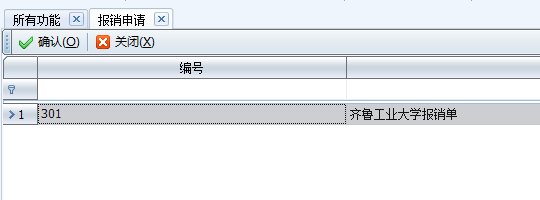 所有功能 报销申请
确认(O) 关闭(X)
编号
1 301 齐鲁工业大学报销单